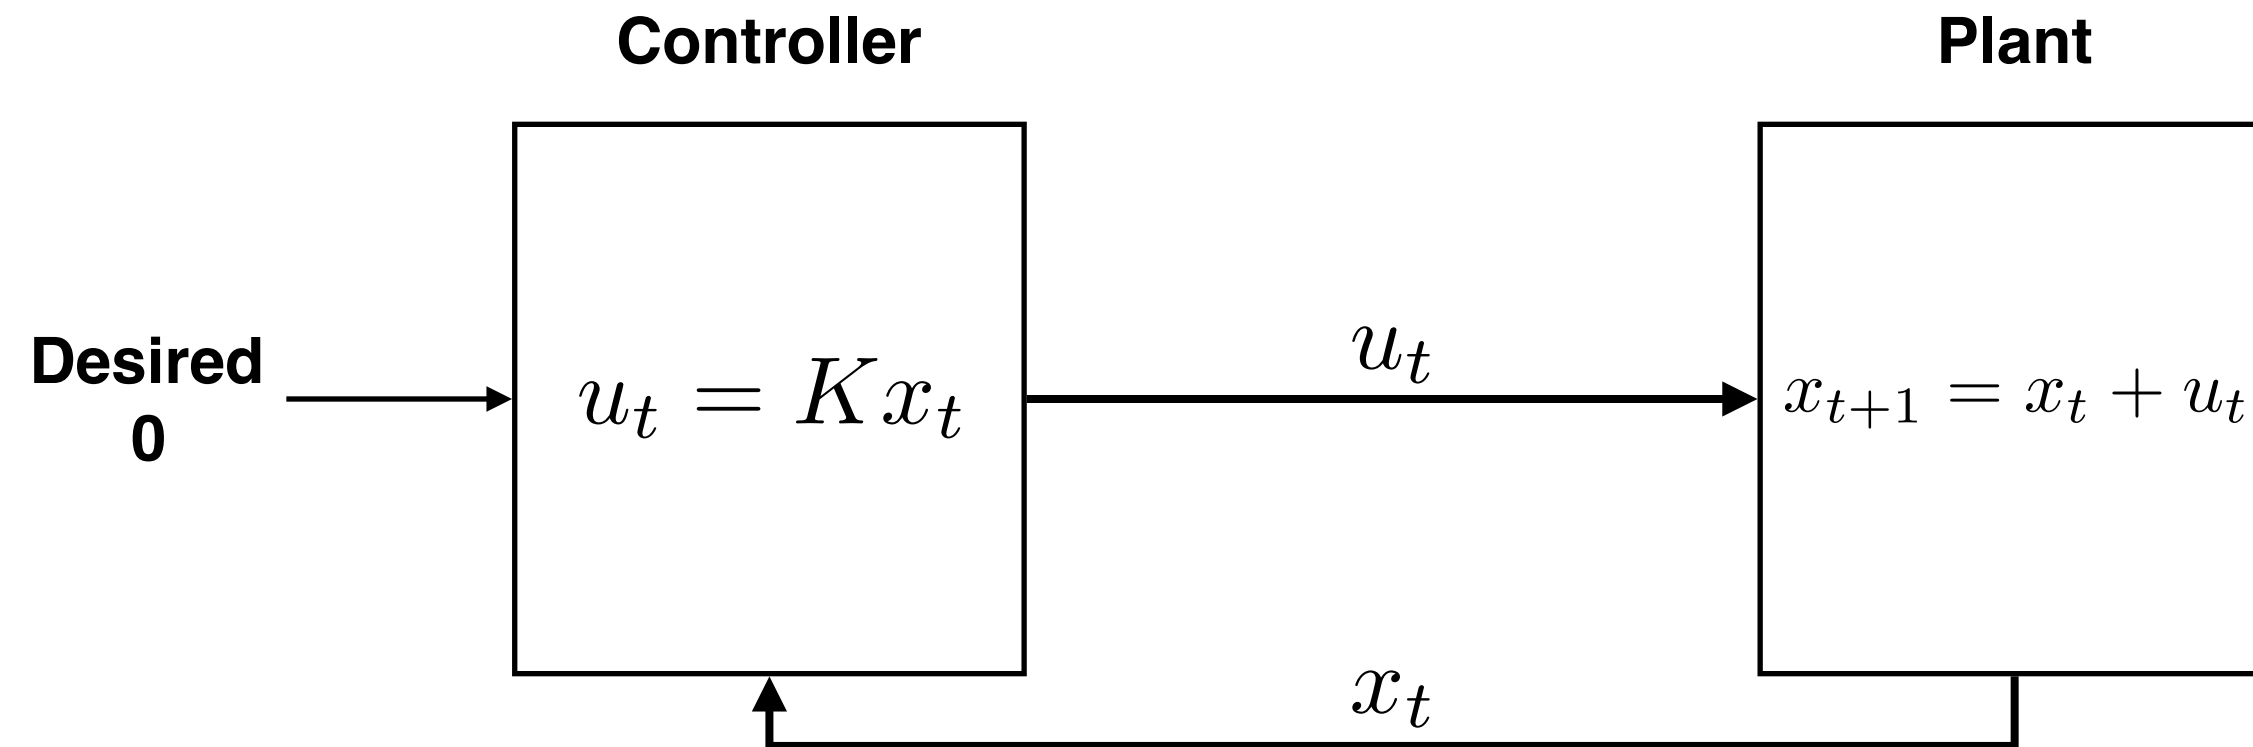 Controller
Plant
Desired
0
u_t = Kx_t
u_t
x_{t+1} = x_t + u_t
x_t